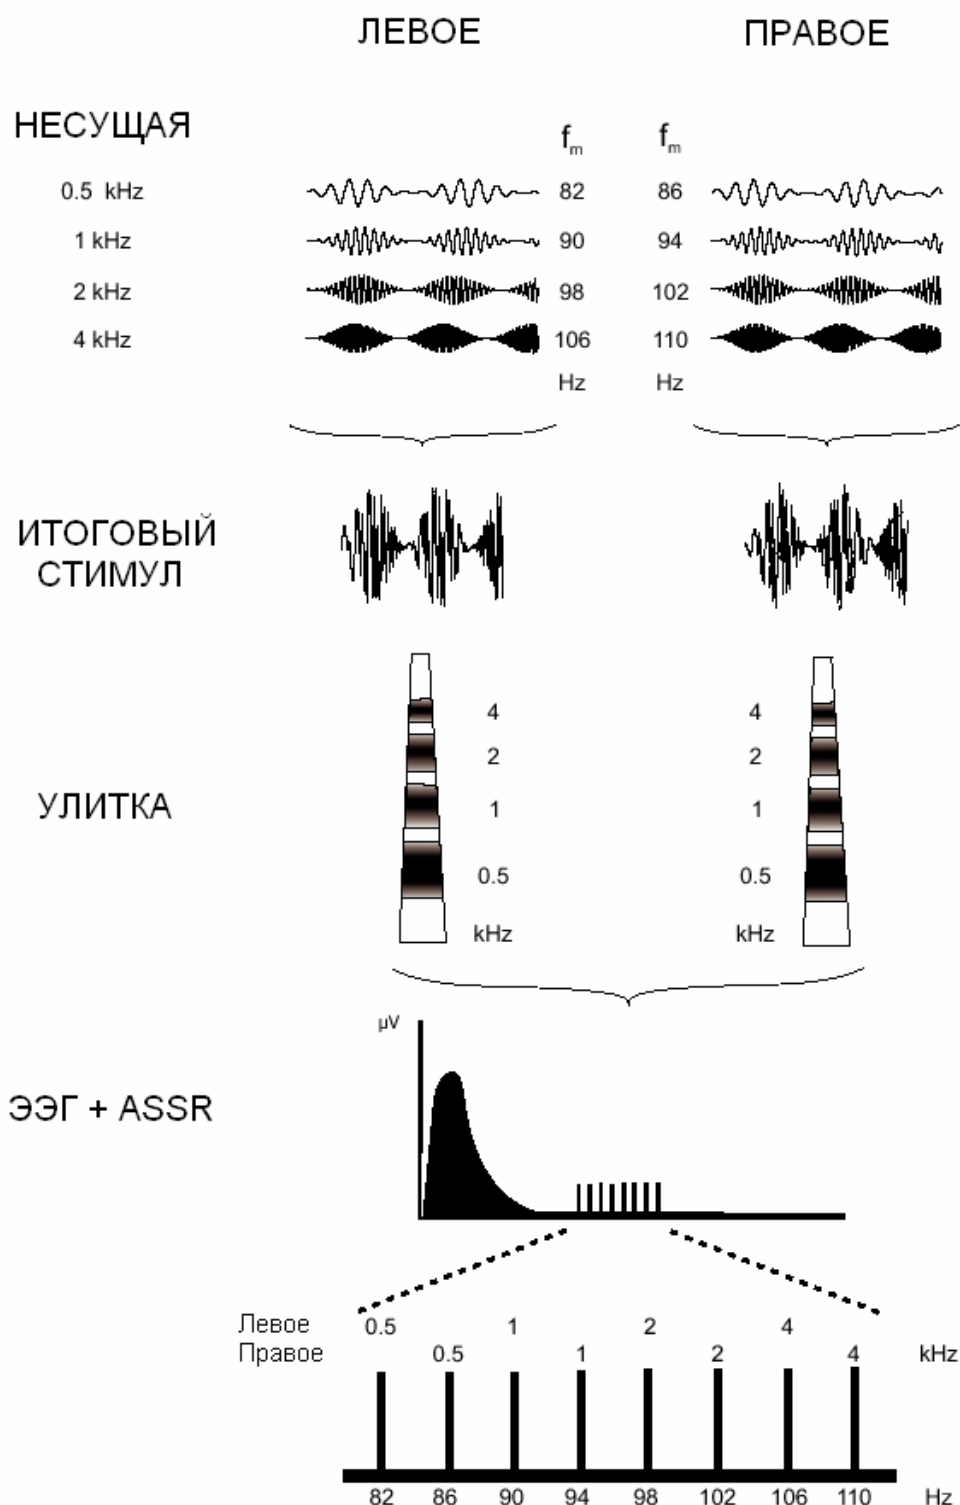 ЛЕВОЕ ПРАВОЕ
НЕСУЩАЯ
fm fm
0.5 kHz 82 86
1 kHz 90 94
2 kHz 98 102
4 kHz 106 110
Hz Hz
ИТОГОВЫЙ
СТИМУЛ
4 4
2 2
УЛИТКА 1 1
0.5 0.5
kHz kHz
µV
ЭЭГ + ASSR
Левое 0.5 1 2 4
Правое 0.5 1 2 4 kHz
82 86 90 94 98 102 106 110 Hz